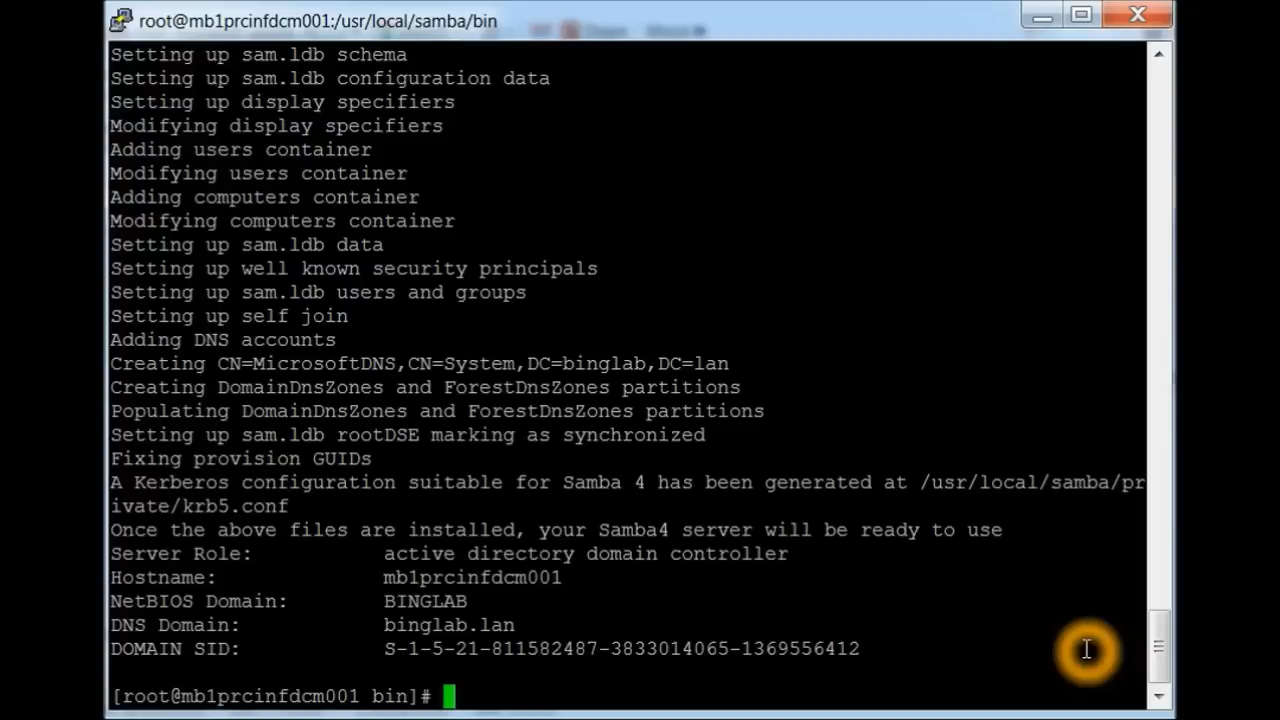 root@mb1prcinfdcm001:/usr/local/samba/bin
Setting up sam.ldb schema
Setting up sam.ldb configuration data
Setting up display specifiers
Modifying display specifiers
Adding users container
Modifying users container
Adding computers container
Modifying computers container
Setting up sam.ldb data
Setting up well known security principals
Setting up sam.ldb users and groups
Setting up self join
Adding DNS accounts
Creating CN=MicrosoftDNS,CN=System,DC=binglab,DC=lan
Creating DomainDnsZones and ForestDnsZones partitions
Populating DomainDnsZones and ForestDnsZones partitions
Setting up sam.ldb rootDSE marking as synchronized
Fixing provision GUIDs
A Kerberos configuration suitable for Samba 4 has been generated at /usr/local/samba/pr
ivate/krb5.conf
Once the above files are installed, your Samba4 server will be ready to use
Server Role: active directory domain controller
Hostname: mb1prcinfdcm001
NetBIOS Domain: BINGLAB
DNS Domain: binglab.lan
DOMAIN SID: S-1-5-21-811582487-3833014065-1369556412
[root@mb1prcinfdcm001 bin]#